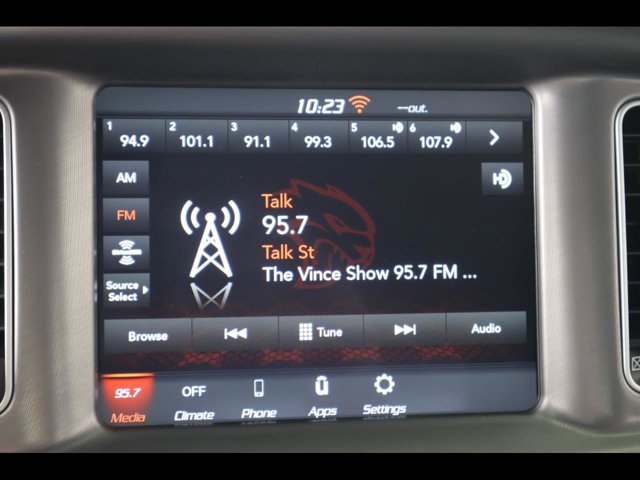 10:23 --out.
1 94.9 2 101.1 3 91.1 4 99.3 5 106.5 6 107.9
AM
FM
Source
Select
Talk
95.7
Talk St
The Vince Show 95.7 FM ...
Browse Tune Audio
95.7 OFF
Media Climate Phone Apps Settings